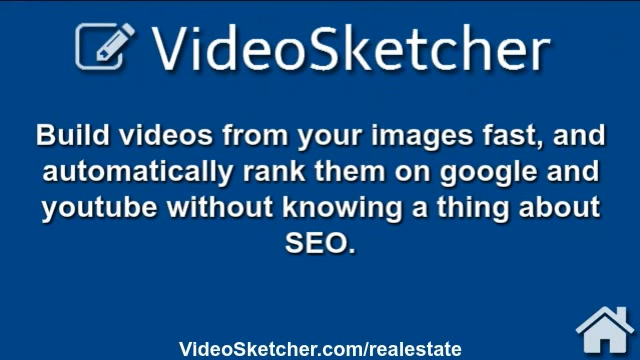 VideoSketcher
Build videos from your images fast, and
automatically rank them on google and
youtube without knowing a thing about
SEO.
VideoSketcher.com/realestate